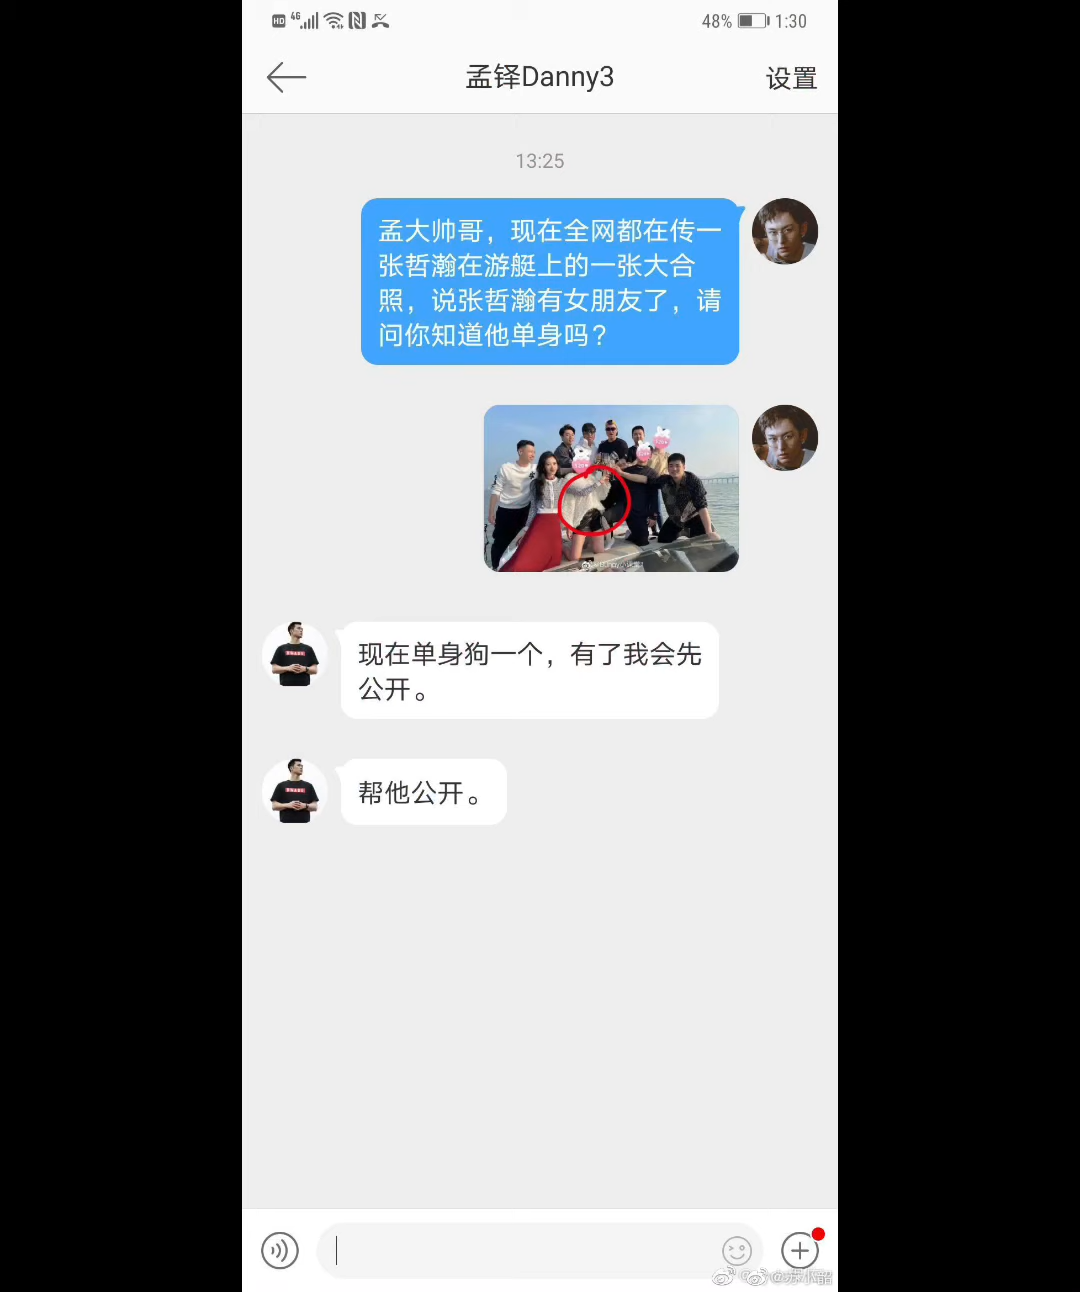 HD 4G 48% 1:30
孟铎Danny3 设置
13:25
孟大帅哥，现在全网都在传一
张哲瀚在游艇上的一张大合
照，说张哲瀚有女朋友了，请
问你知道他单身吗？
现在单身狗一个，有了我会先
公开。
帮他公开。